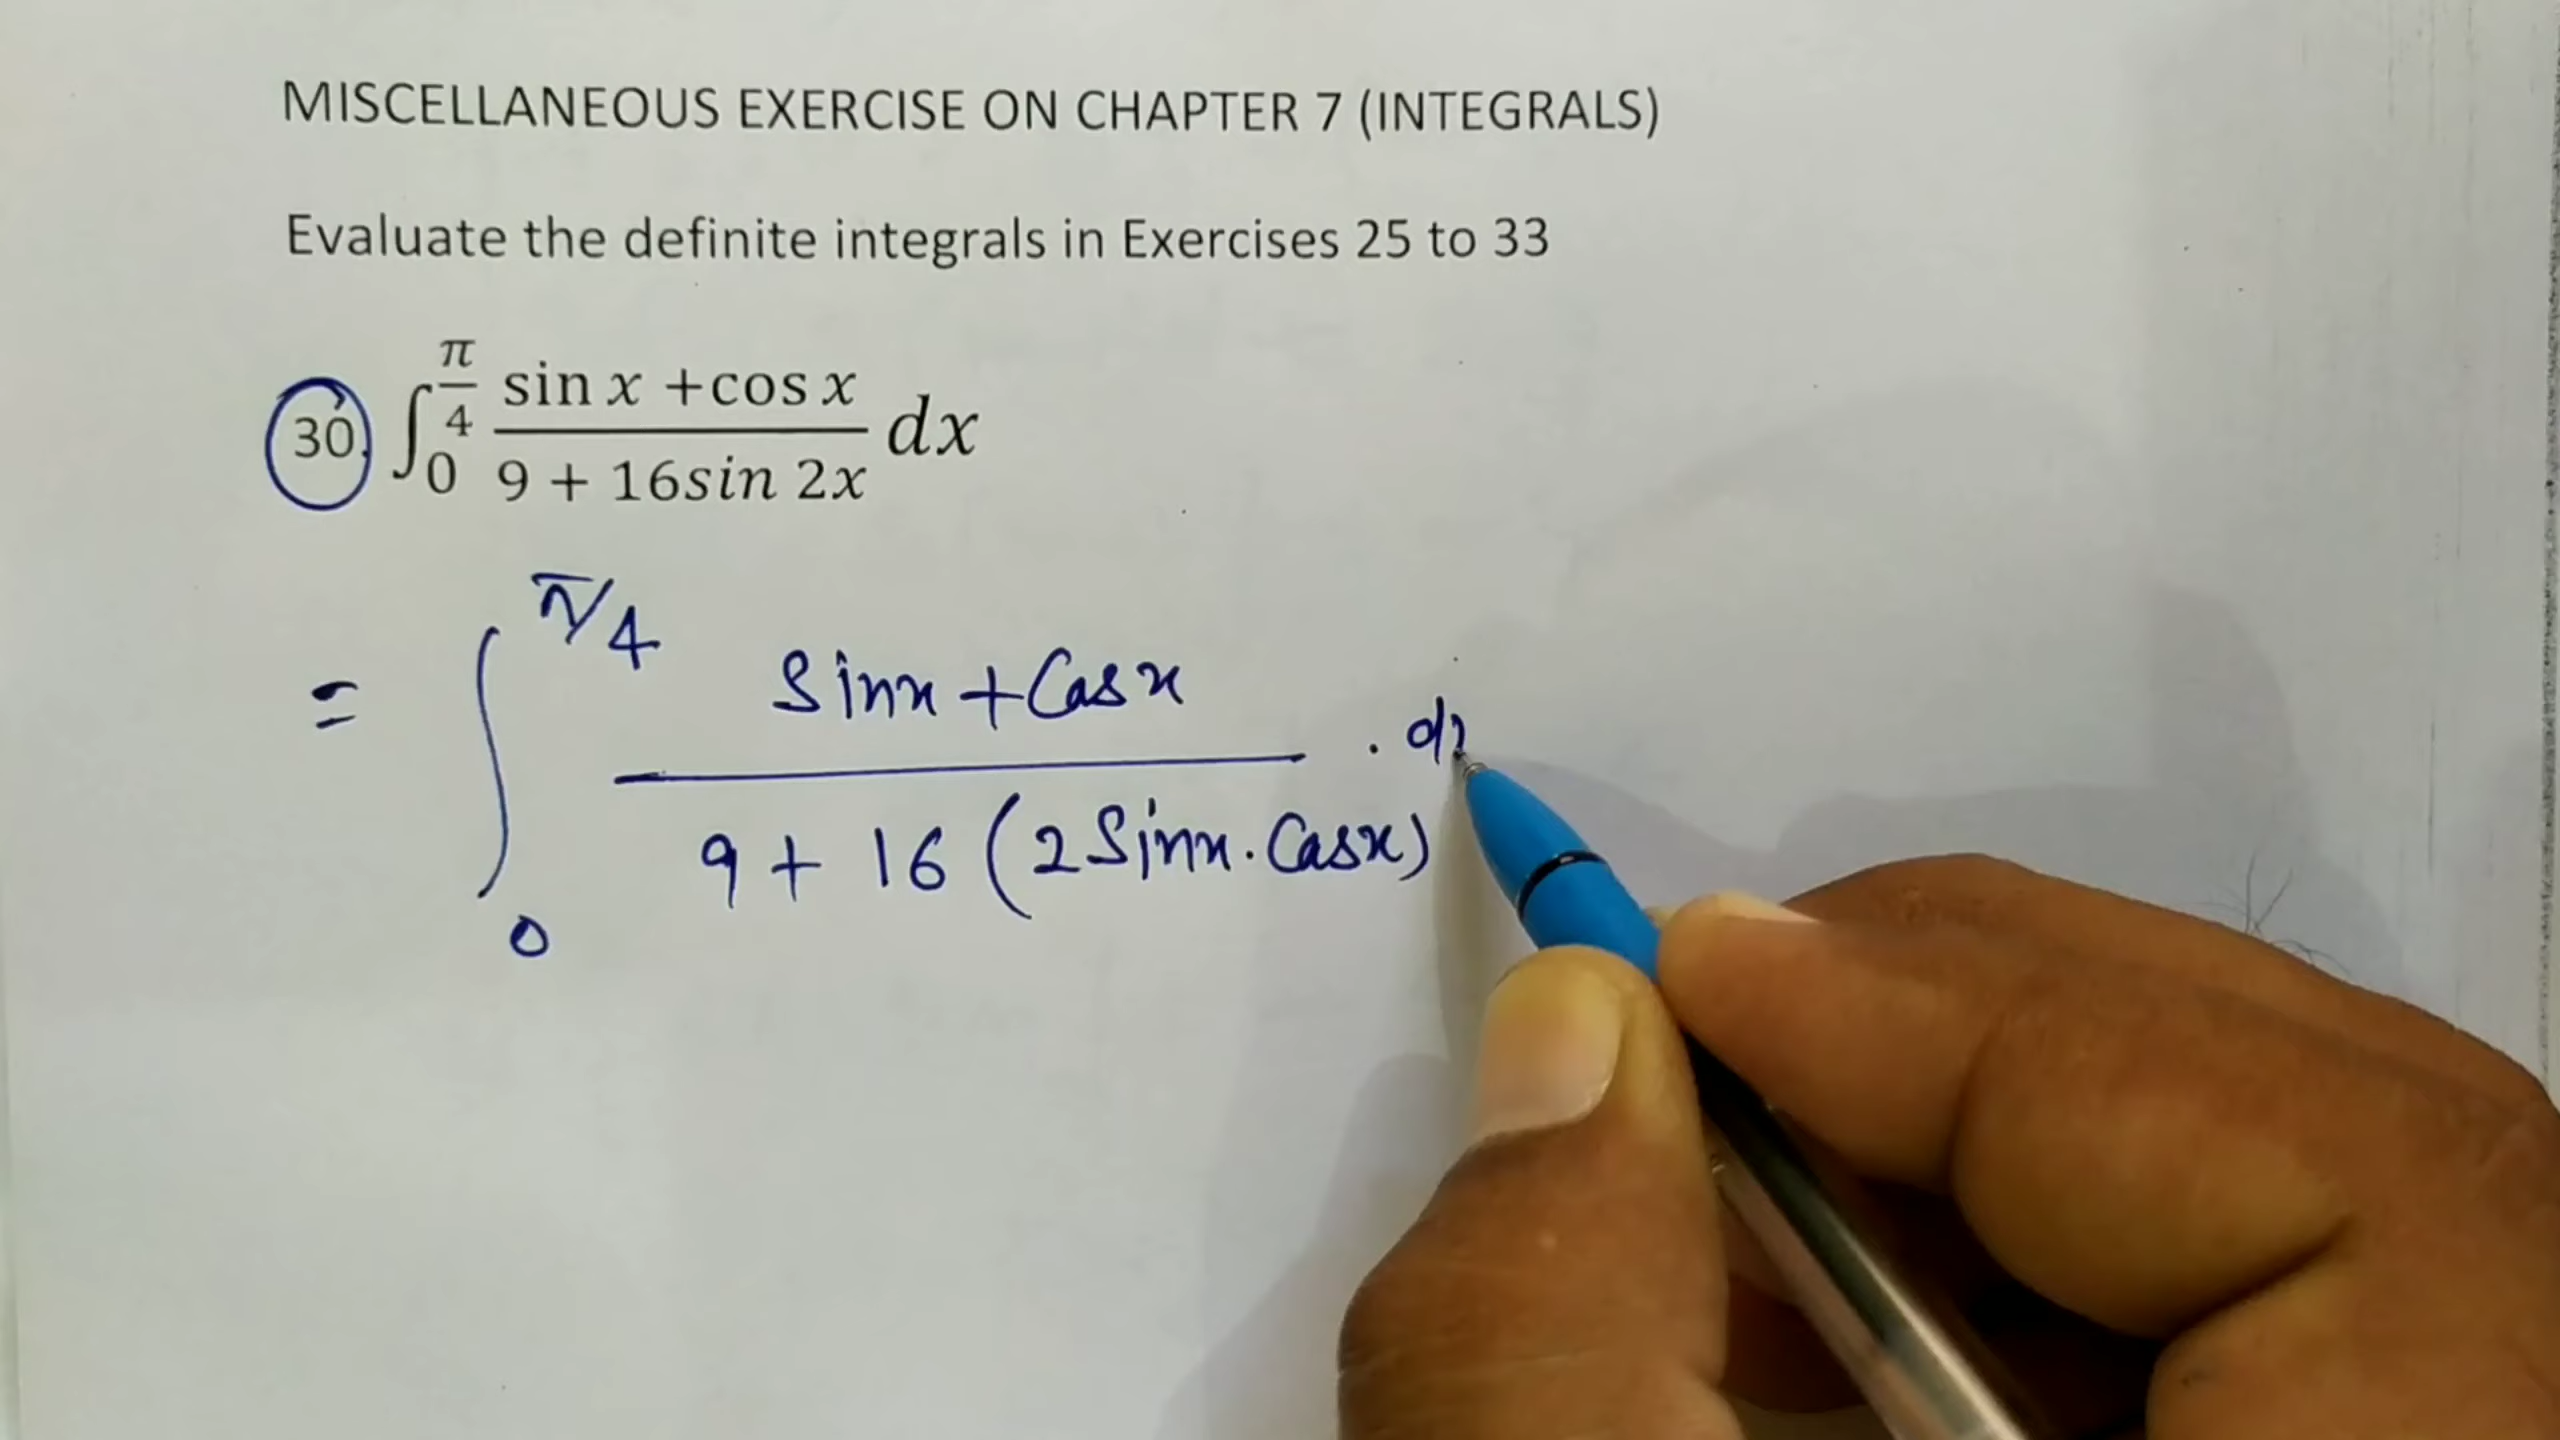 MISCELLANEOUS EXERCISE ON CHAPTER 7 (INTEGRALS)
Evaluate the definite integrals in Exercises 25 to 33
30. ∫₀^(π/4) (sin x +cos x)/(9 + 16sin 2x) dx
= ∫₀^(π/4) (Sinx + Cosx)/(9 + 16 (2Sinx . Cosx)) . dx